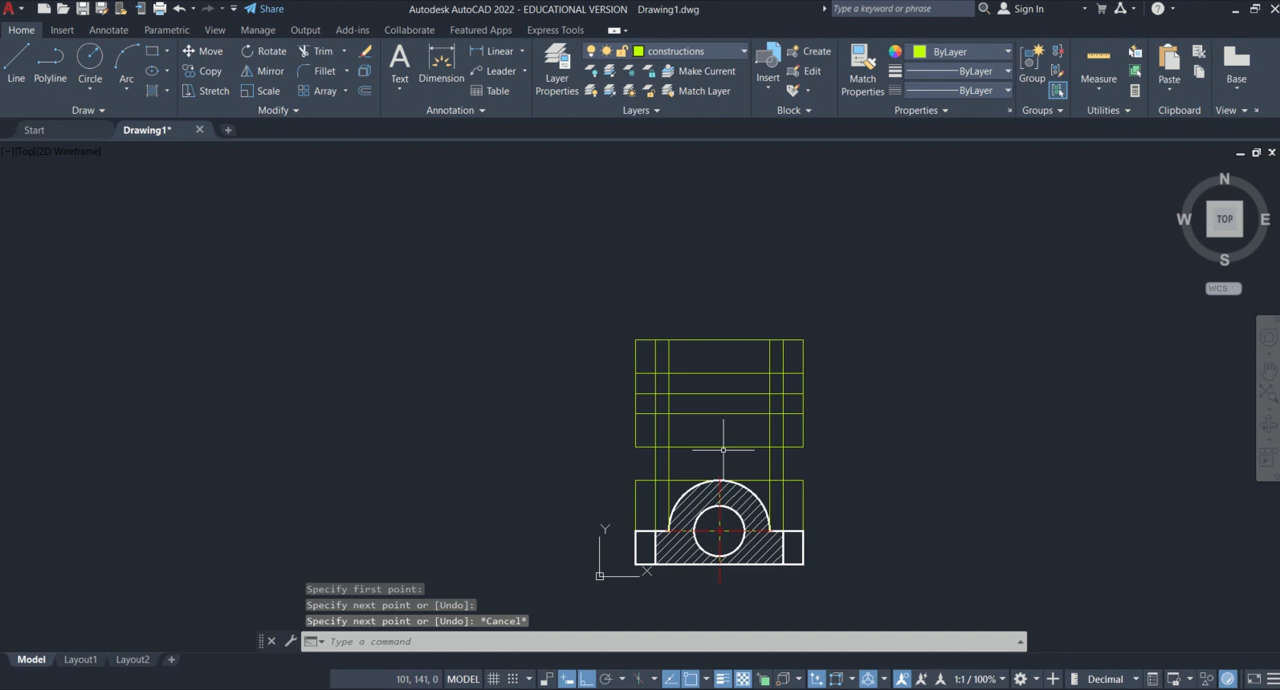 Share
Autodesk AutoCAD 2022 - EDUCATIONAL VERSION Drawing1.dwg
Type a keyword or phrase
Sign In
Home Insert Annotate Parametric View Manage Output Add-ins Collaborate Featured Apps Express Tools
Line Polyline Circle Arc
Move Rotate Trim
Copy Mirror Fillet
Stretch Scale Array
Text Dimension
Linear
Leader
Table
Layer Properties
constructions
Make Current
Match Layer
Insert
Create
Edit
Match Properties
ByLayer
ByLayer
ByLayer
Group
Measure
Paste
Base
Draw Modify Annotation Layers Block Properties Groups Utilities Clipboard View
Start Drawing1*
[−][Top][2D Wireframe]
N
W TOP E
S
WCS
Y
X
Specify first point:
Specify next point or [Undo]:
Specify next point or [Undo]: *Cancel*
Type a command
Model Layout1 Layout2
101, 141, 0 MODEL 1:1 / 100% Decimal